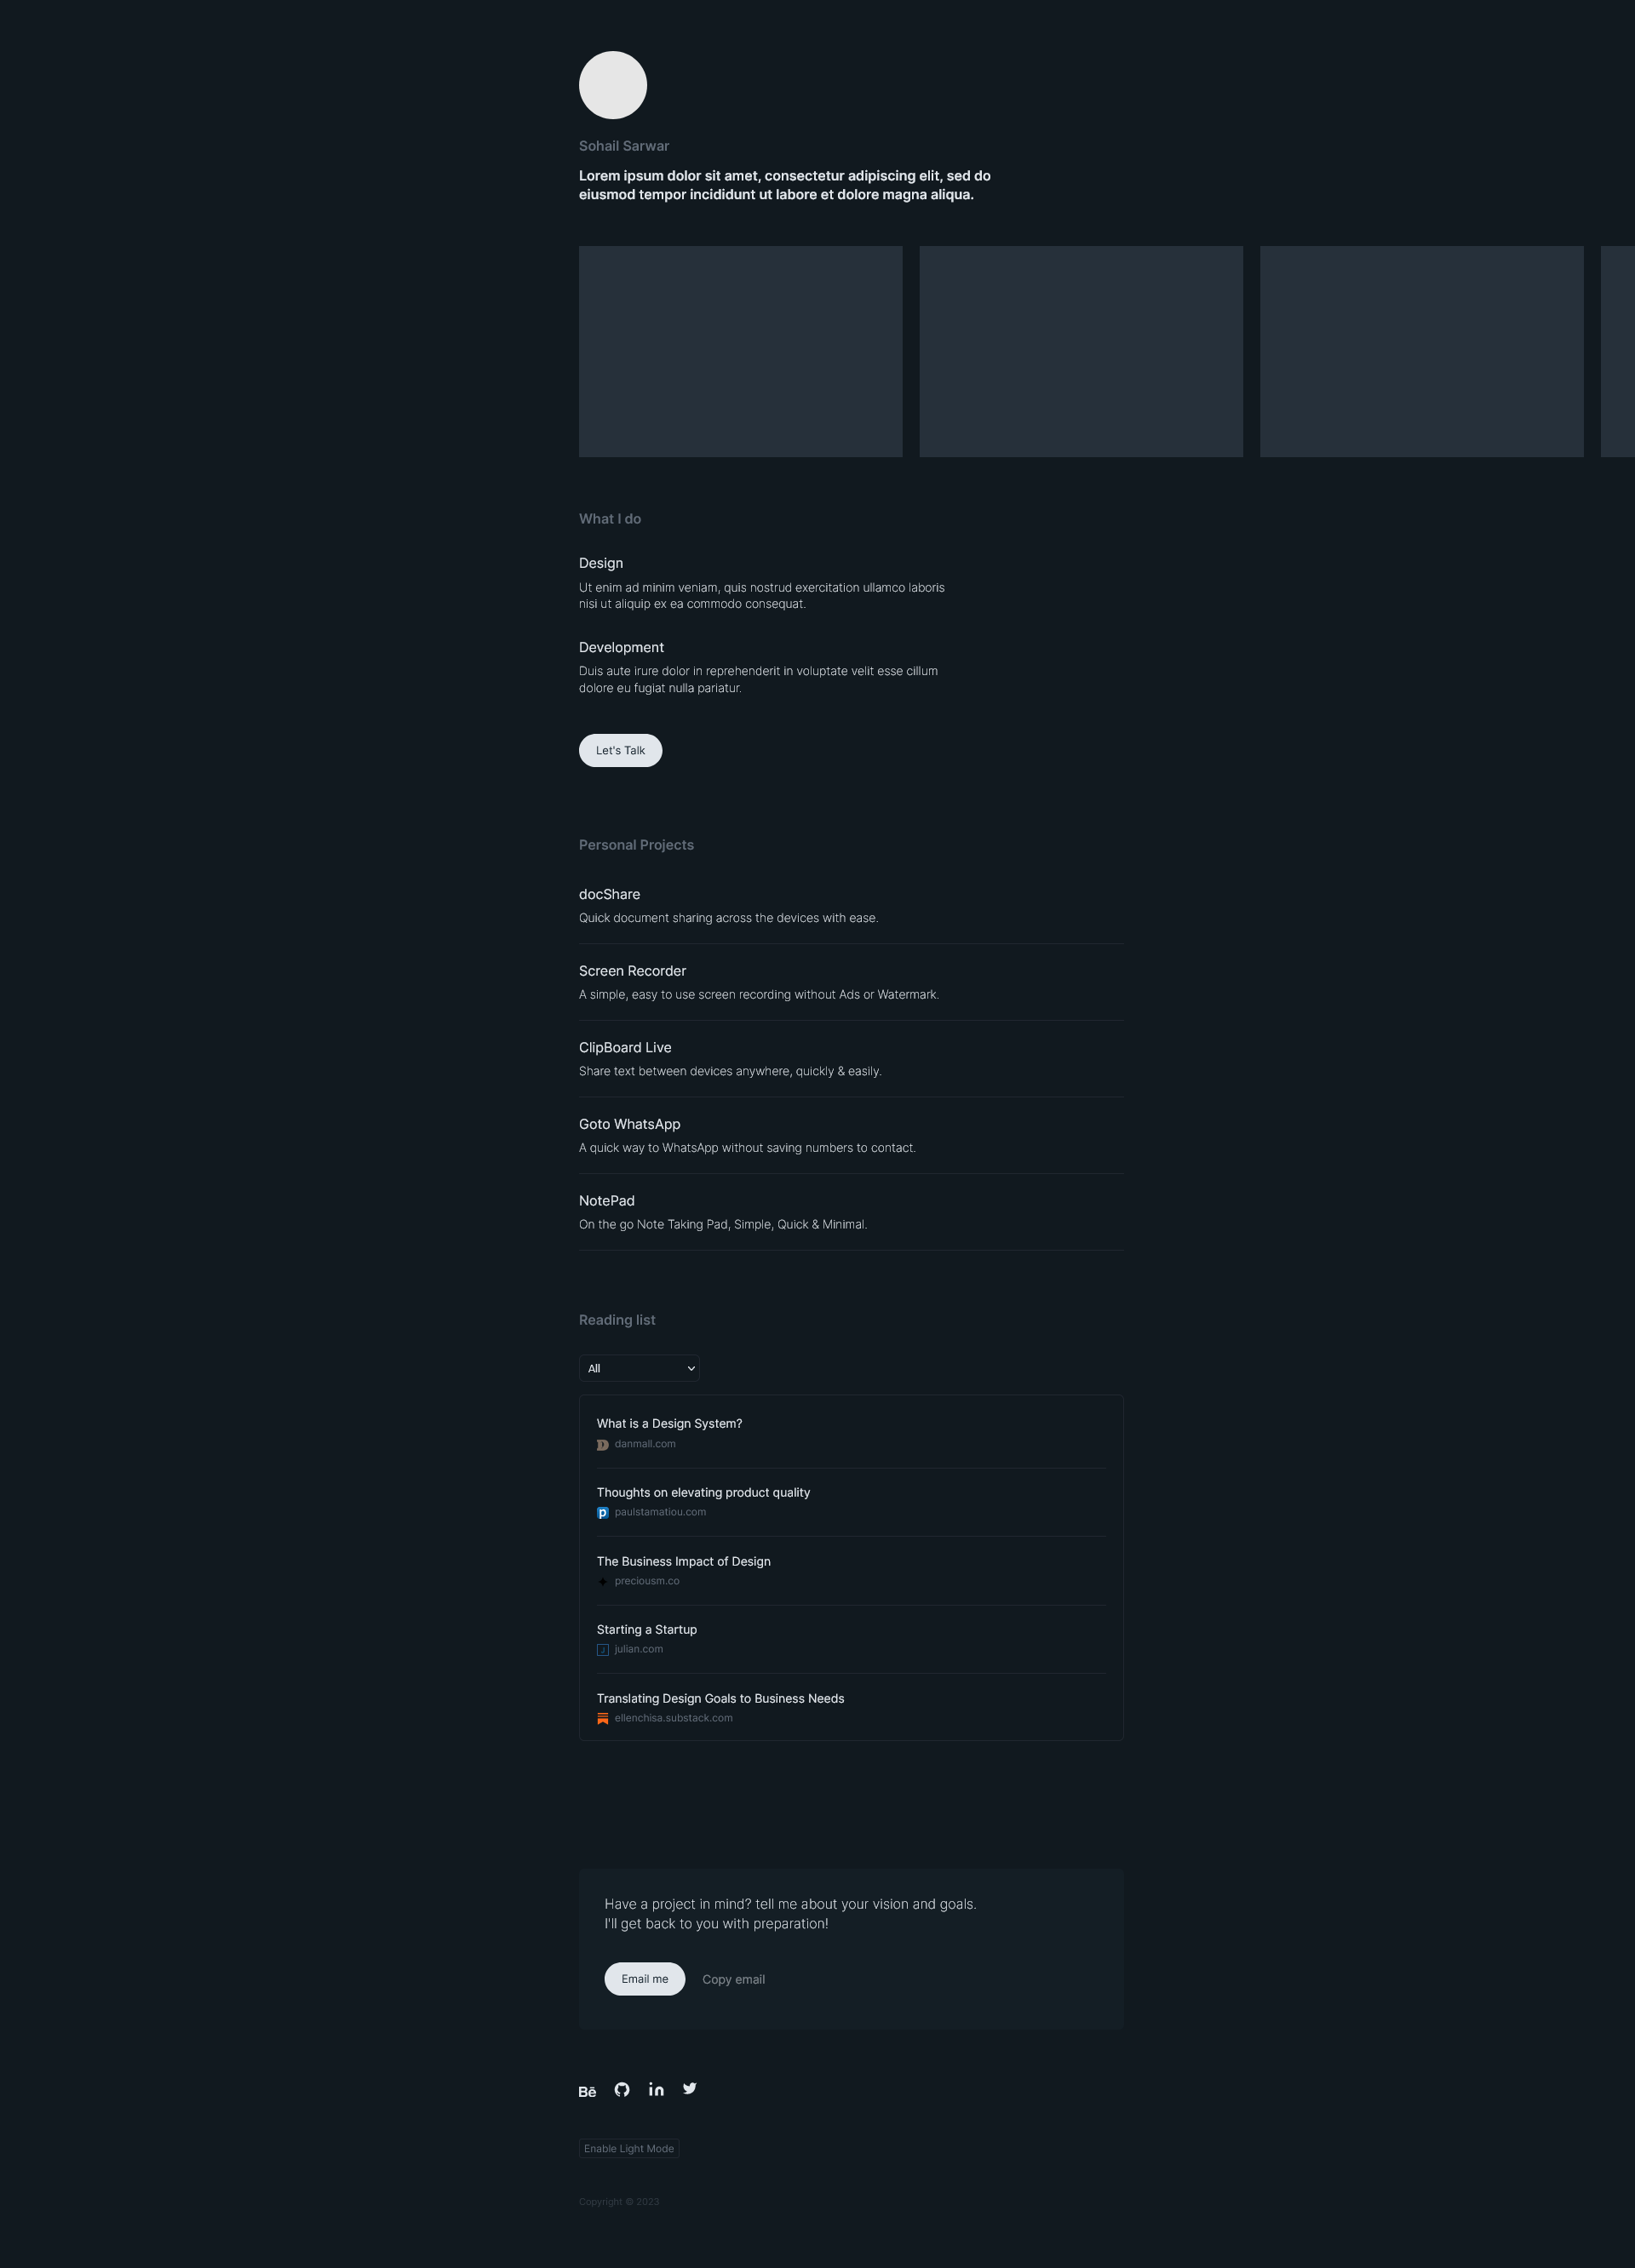 Sohail Sarwar
Lorem ipsum dolor sit amet, consectetur adipiscing elit, sed do
eiusmod tempor incididunt ut labore et dolore magna aliqua.
What I do
Design
Ut enim ad minim veniam, quis nostrud exercitation ullamco laboris
nisi ut aliquip ex ea commodo consequat.
Development
Duis aute irure dolor in reprehenderit in voluptate velit esse cillum
dolore eu fugiat nulla pariatur.
Let's Talk
Personal Projects
docShare
Quick document sharing across the devices with ease.
Screen Recorder
A simple, easy to use screen recording without Ads or Watermark.
ClipBoard Live
Share text between devices anywhere, quickly & easily.
Goto WhatsApp
A quick way to WhatsApp without saving numbers to contact.
NotePad
On the go Note Taking Pad, Simple, Quick & Minimal.
Reading list
All
What is a Design System?
danmall.com
Thoughts on elevating product quality
paulstamatiou.com
The Business Impact of Design
preciousm.co
Starting a Startup
julian.com
Translating Design Goals to Business Needs
ellenchisa.substack.com
Have a project in mind? tell me about your vision and goals.
I'll get back to you with preparation!
Email me Copy email
Bē in
Enable Light Mode
Copyright © 2023